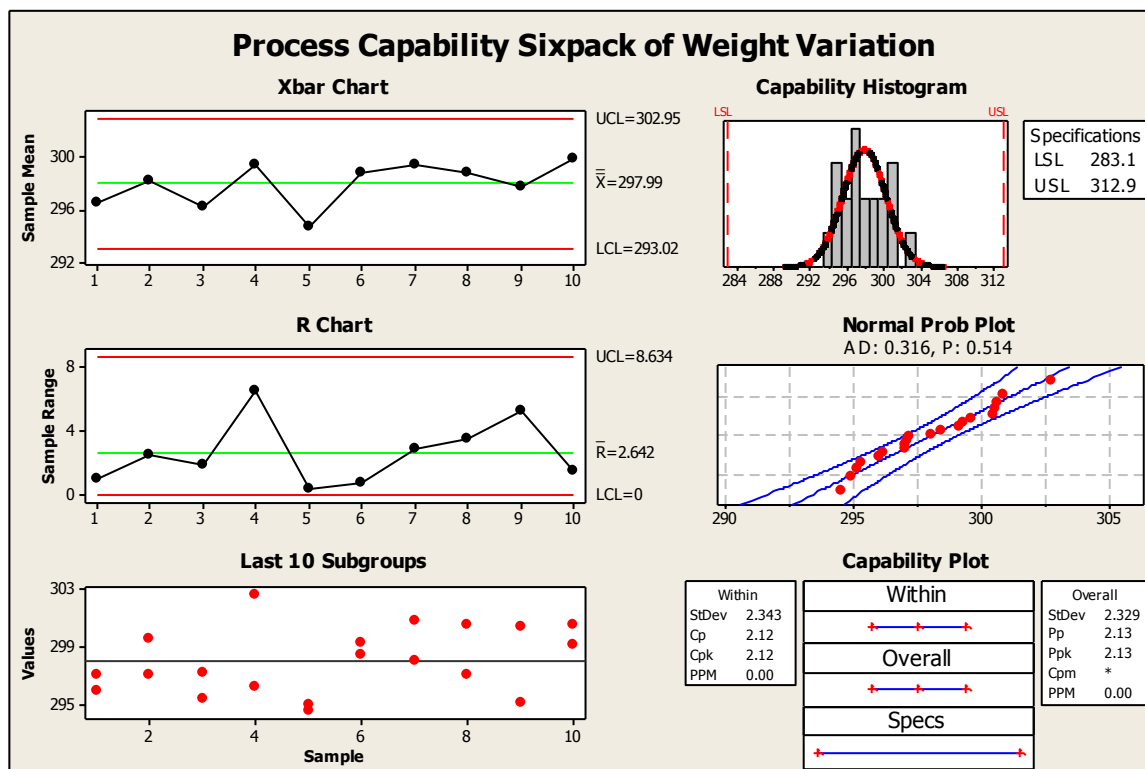 Process Capability Sixpack of Weight Variation
Xbar Chart
Sample Mean
300
296
292
1 2 3 4 5 6 7 8 9 10
UCL=302.95
X=297.99
LCL=293.02
Capability Histogram
LSL USL
284 288 292 296 300 304 308 312
Specifications
LSL 283.1
USL 312.9
R Chart
Sample Range
8
4
0
1 2 3 4 5 6 7 8 9 10
UCL=8.634
R=2.642
LCL=0
Normal Prob Plot
AD: 0.316, P: 0.514
290 295 300 305
Last 10 Subgroups
Values
303
299
295
2 4 6 8 10
Sample
Capability Plot
Within
StDev 2.343
Cp 2.12
Cpk 2.12
PPM 0.00
Within
Overall
Specs
Overall
StDev 2.329
Pp 2.13
Ppk 2.13
Cpm *
PPM 0.00